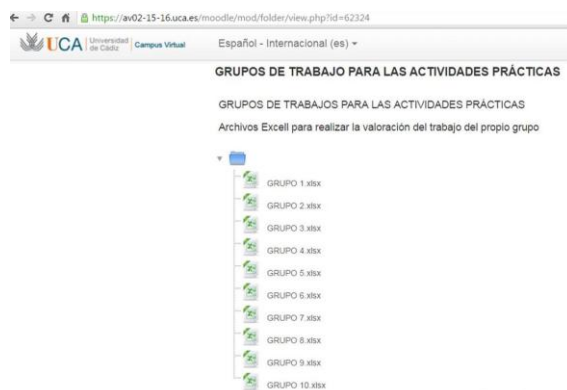 https://av02-15-16.uca.es/moodle/mod/folder/view.php?id=62324
UCA Universidad de Cádiz Campus Virtual Español - Internacional (es)
GRUPOS DE TRABAJO PARA LAS ACTIVIDADES PRÁCTICAS
GRUPOS DE TRABAJOS PARA LAS ACTIVIDADES PRÁCTICAS
Archivos Excell para realizar la valoración del trabajo del propio grupo
GRUPO 1.xlsx
GRUPO 2.xlsx
GRUPO 3.xlsx
GRUPO 4.xlsx
GRUPO 5.xlsx
GRUPO 6.xlsx
GRUPO 7.xlsx
GRUPO 8.xlsx
GRUPO 9.xlsx
GRUPO 10.xlsx